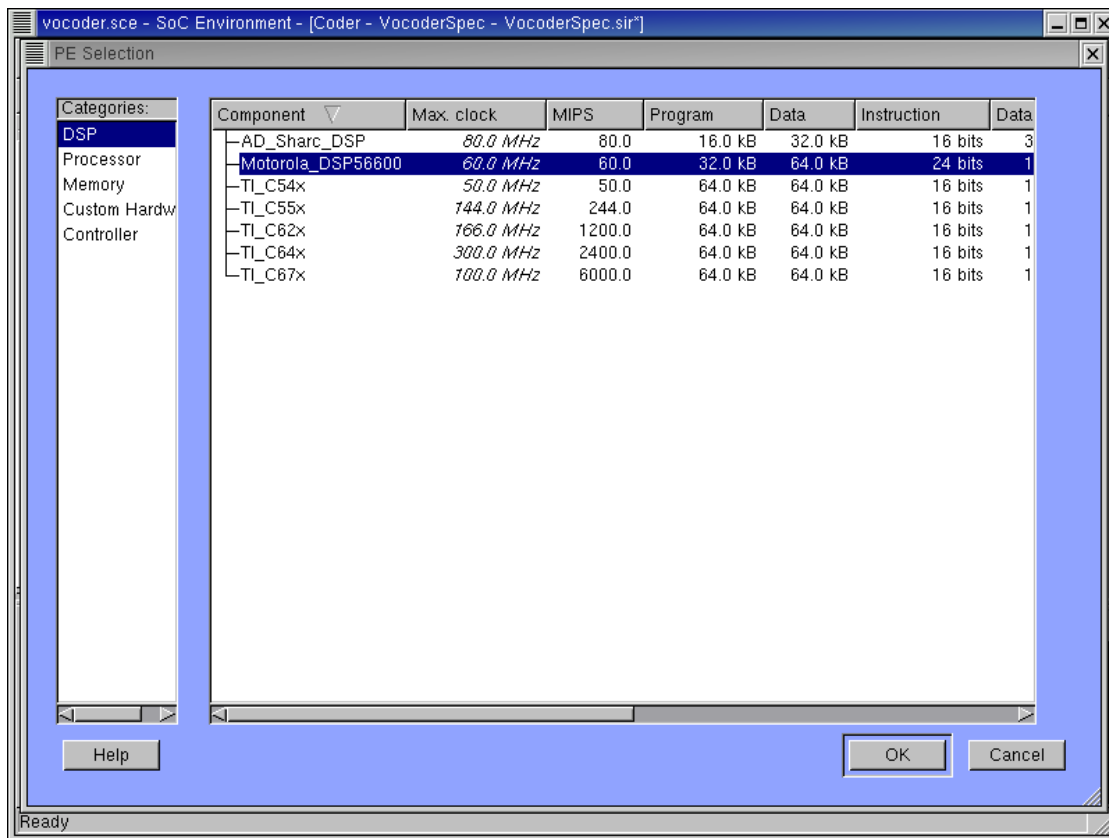 vocoder.sce - SoC Environment - [Coder - VocoderSpec - VocoderSpec.sir*]
PE Selection
Categories:
DSP
Processor
Memory
Custom Hardw
Controller
Component Max. clock MIPS Program Data Instruction Data
AD_Sharc_DSP 80.0 MHz 80.0 16.0 kB 32.0 kB 16 bits 3
Motorola_DSP56600 60.0 MHz 60.0 32.0 kB 64.0 kB 24 bits 1
TI_C54x 50.0 MHz 50.0 64.0 kB 64.0 kB 16 bits 1
TI_C55x 144.0 MHz 244.0 64.0 kB 64.0 kB 16 bits 1
TI_C62x 166.0 MHz 1200.0 64.0 kB 64.0 kB 16 bits 1
TI_C64x 300.0 MHz 2400.0 64.0 kB 64.0 kB 16 bits 1
TI_C67x 100.0 MHz 6000.0 64.0 kB 64.0 kB 16 bits 1
Help OK Cancel
Ready